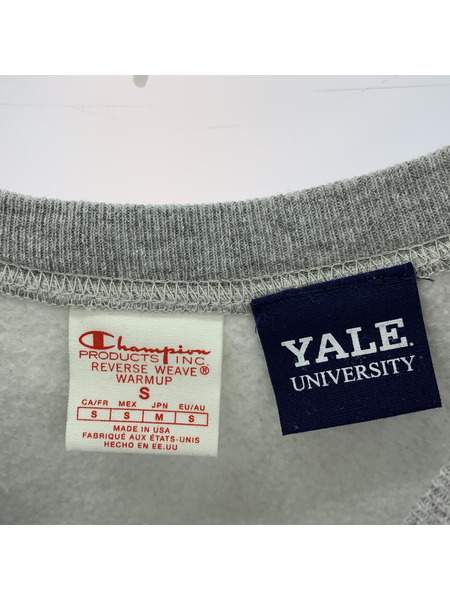 Champion
PRODUCTS INC.
REVERSE WEAVE®
WARMUP
S
CA/FR MEX JPN EU/AU
S S M S
MADE IN USA
FABRIQUÉ AUX ÉTATS-UNIS
HECHO EN EE.UU
YALE
UNIVERSITY